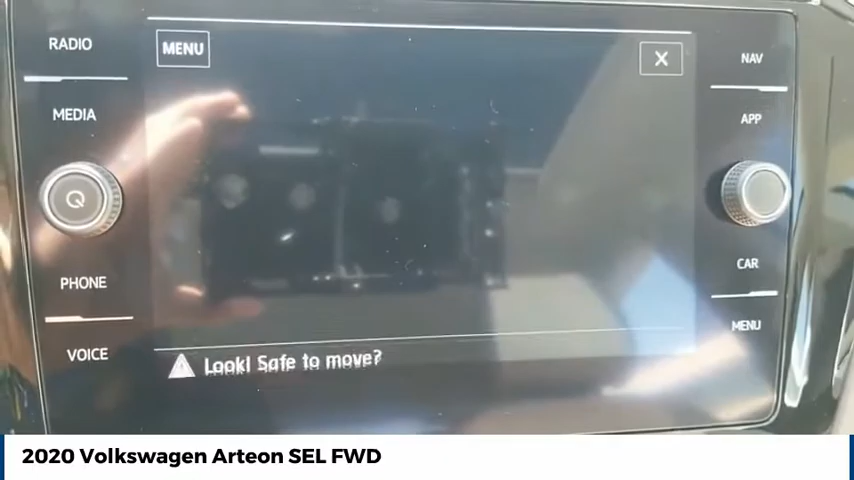 RADIO
MENU
NAV
MEDIA
APP
PHONE
CAR
VOICE
MENU
Look! Safe to move?
2020 Volkswagen Arteon SEL FWD